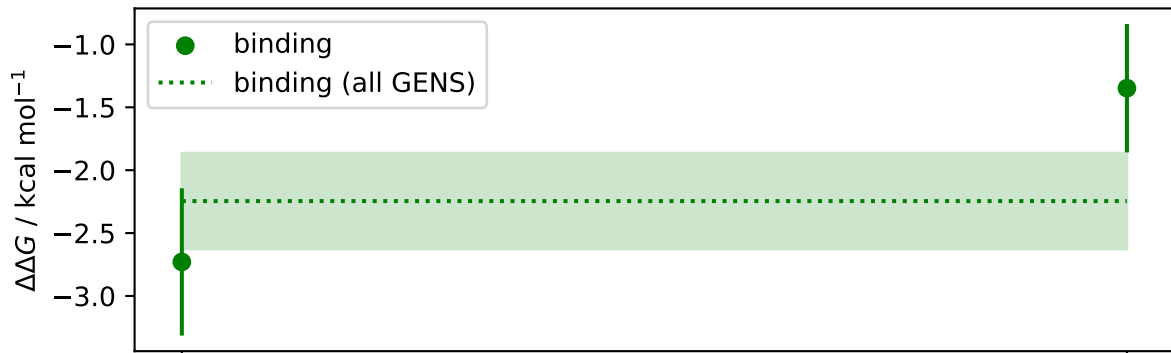 binding
binding (all GENS)
ΔΔG / kcal mol⁻¹
−1.0
−1.5
−2.0
−2.5
−3.0